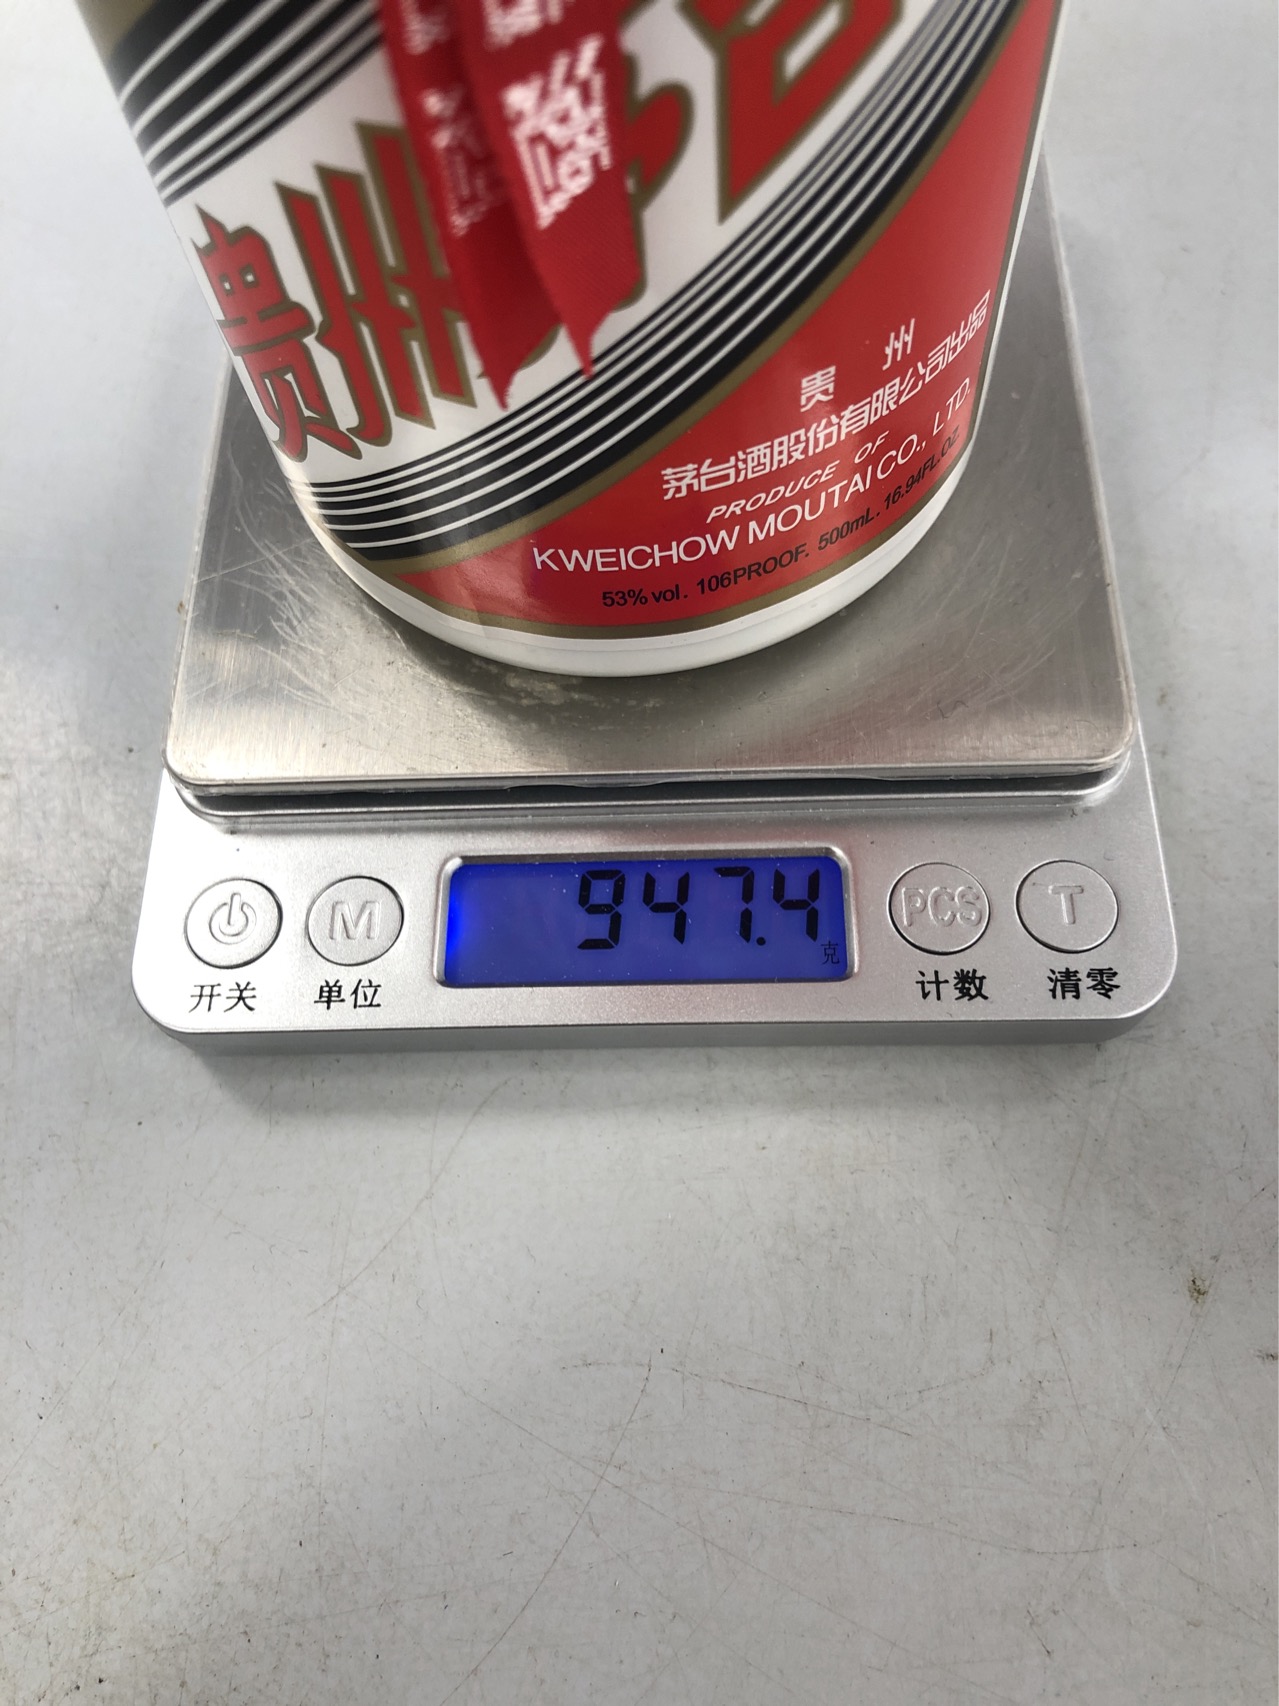 贵州
贵 州
茅台酒股份有限公司出品
PRODUCE OF
KWEICHOW MOUTAI CO., LTD.
53% vol. 106PROOF. 500mL. 16.94FL.OZ
947.4
克
M
PCS
T
开关
单位
计数
清零